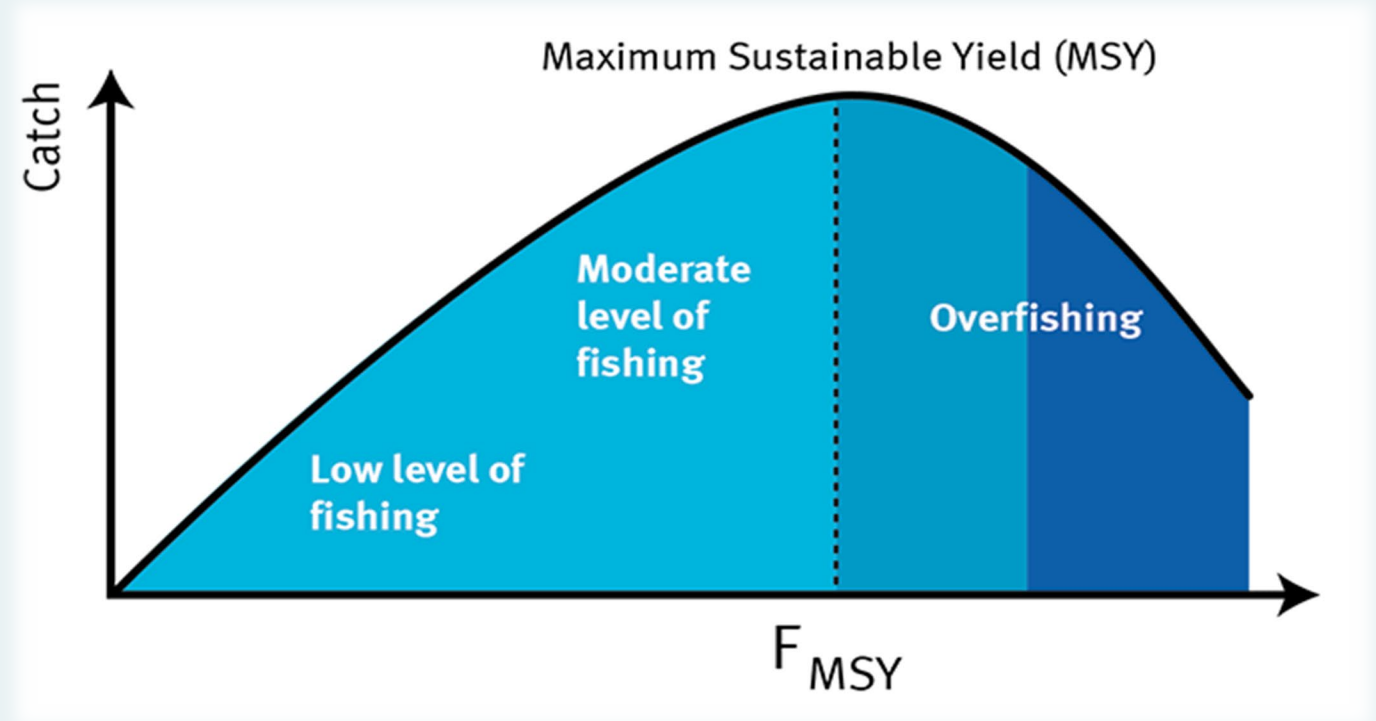 Maximum Sustainable Yield (MSY)
Catch
Moderate
level of
fishing
Overfishing
Low level of
fishing
F MSY